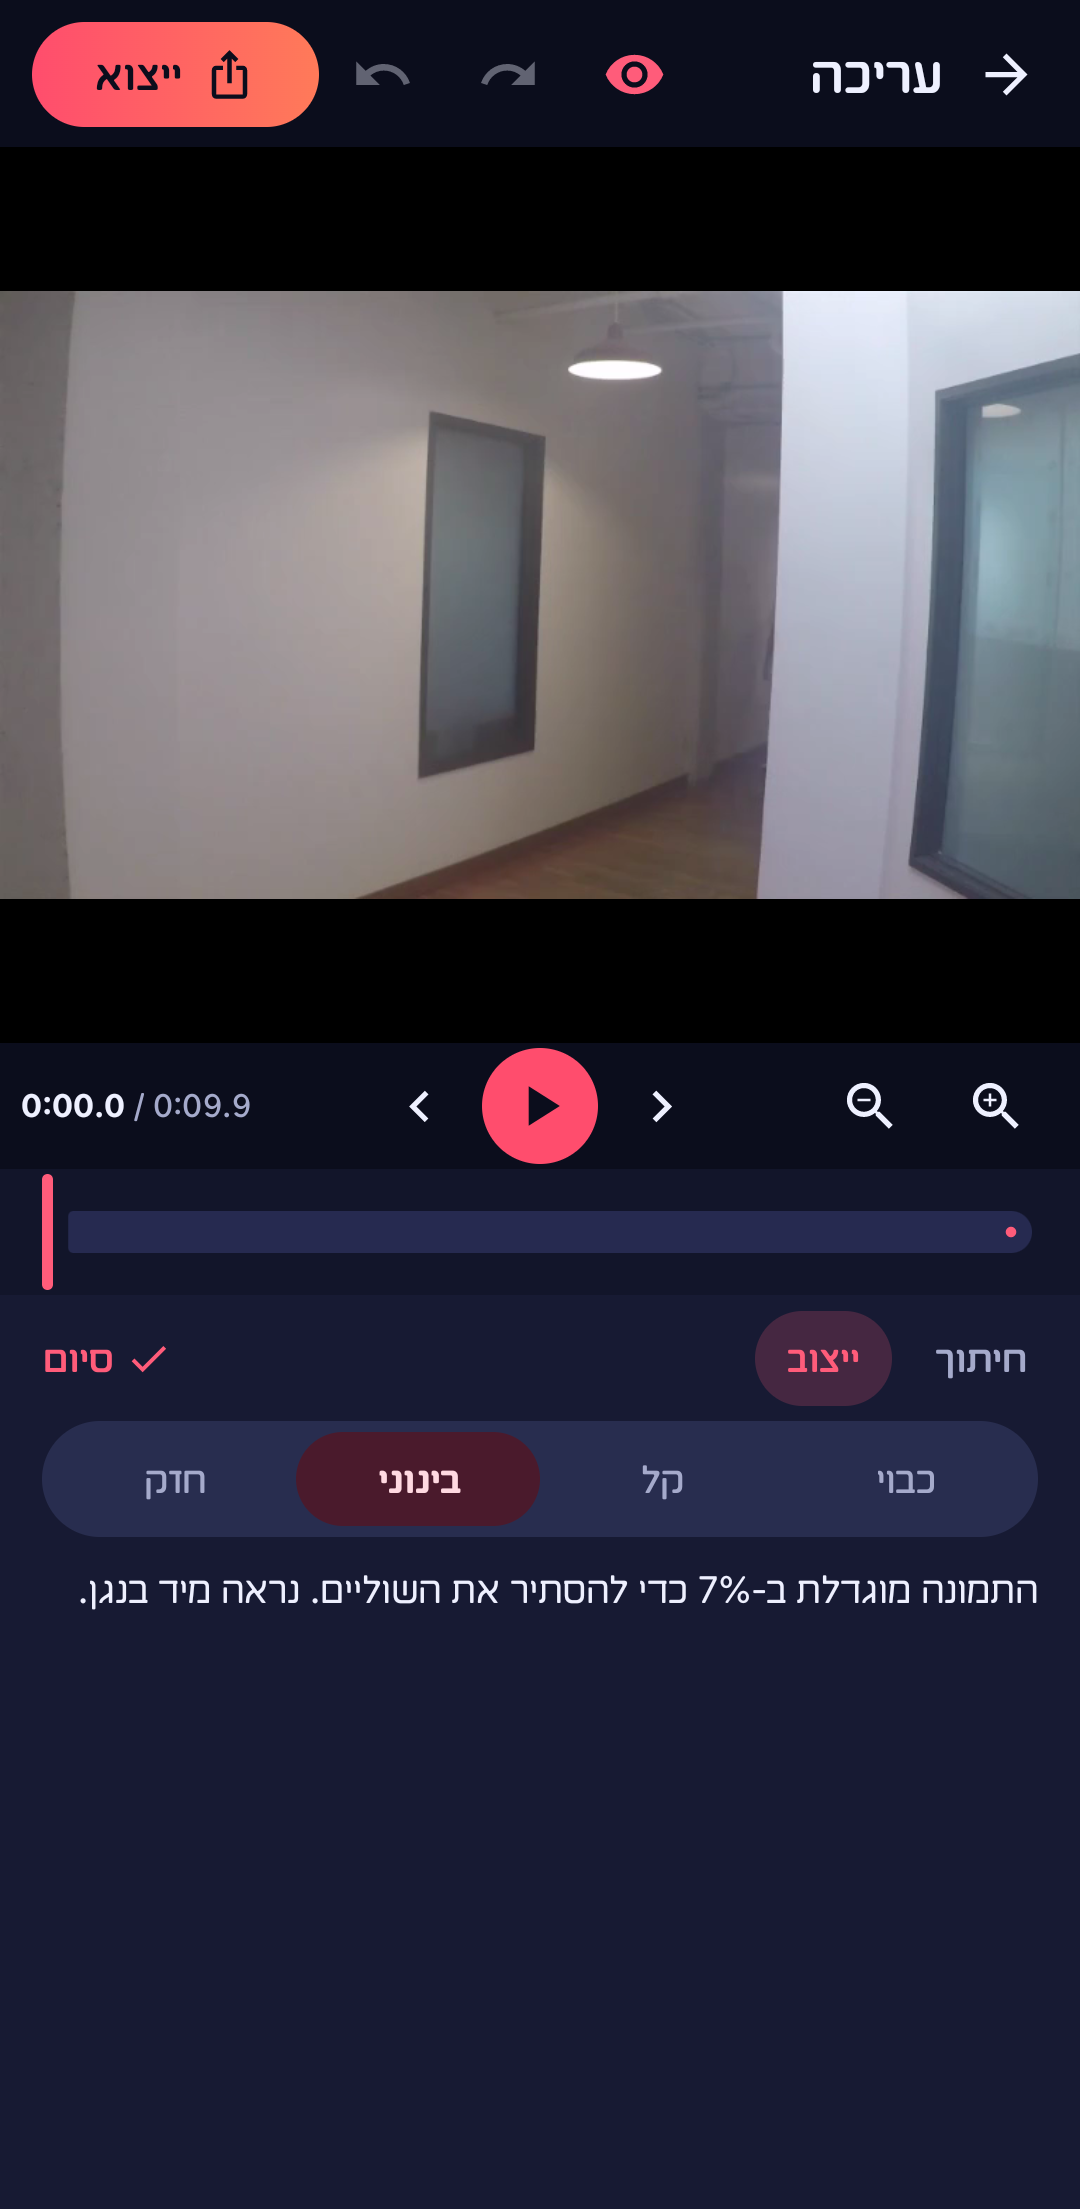 עריכה
ייצוא
0:00.0 / 0:09.9
חיתוך
ייצוב
סיום
כבוי
קל
בינוני
חזק
התמונה מוגדלת ב-7% כדי להסתיר את השוליים. נראה מיד בנגן.